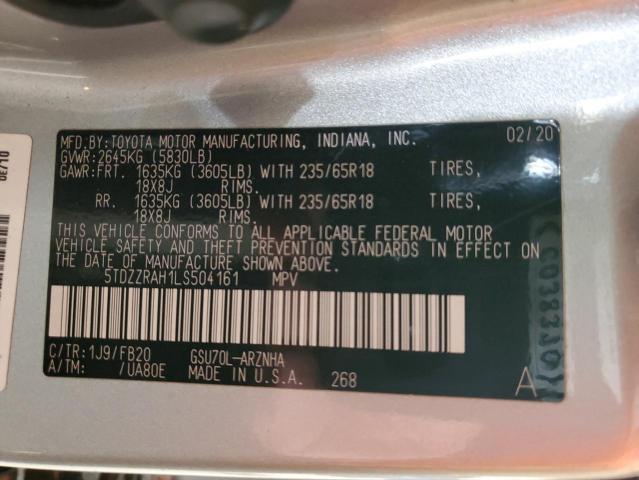 MFD.BY:TOYOTA MOTOR MANUFACTURING, INDIANA, INC. 02/20
GVWR:2645KG (5830LB)
GAWR:FRT. 1635KG (3605LB) WITH 235/65R18 TIRES,
18X8J RIMS.
RR. 1635KG (3605LB) WITH 235/65R18 TIRES,
18X8J RIMS.
THIS VEHICLE CONFORMS TO ALL APPLICABLE FEDERAL MOTOR
VEHICLE SAFETY AND THEFT PREVENTION STANDARDS IN EFFECT ON
THE DATE OF MANUFACTURE SHOWN ABOVE.
5TDZZRAH1LS504161 MPV
C/TR:1J9/FB20 GSU70L-ARZNHA
A/TM: /UA80E MADE IN U.S.A. 268 A